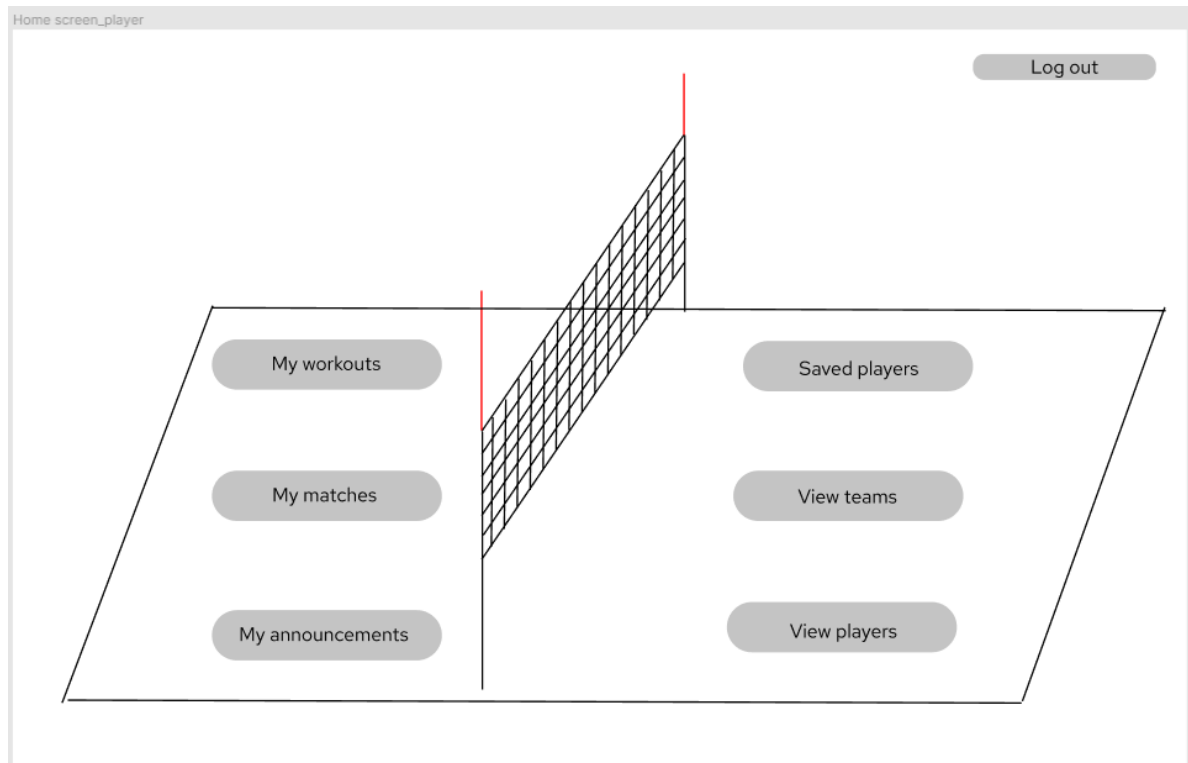 Home screen_player
Log out
My workouts
Saved players
My matches
View teams
My announcements
View players